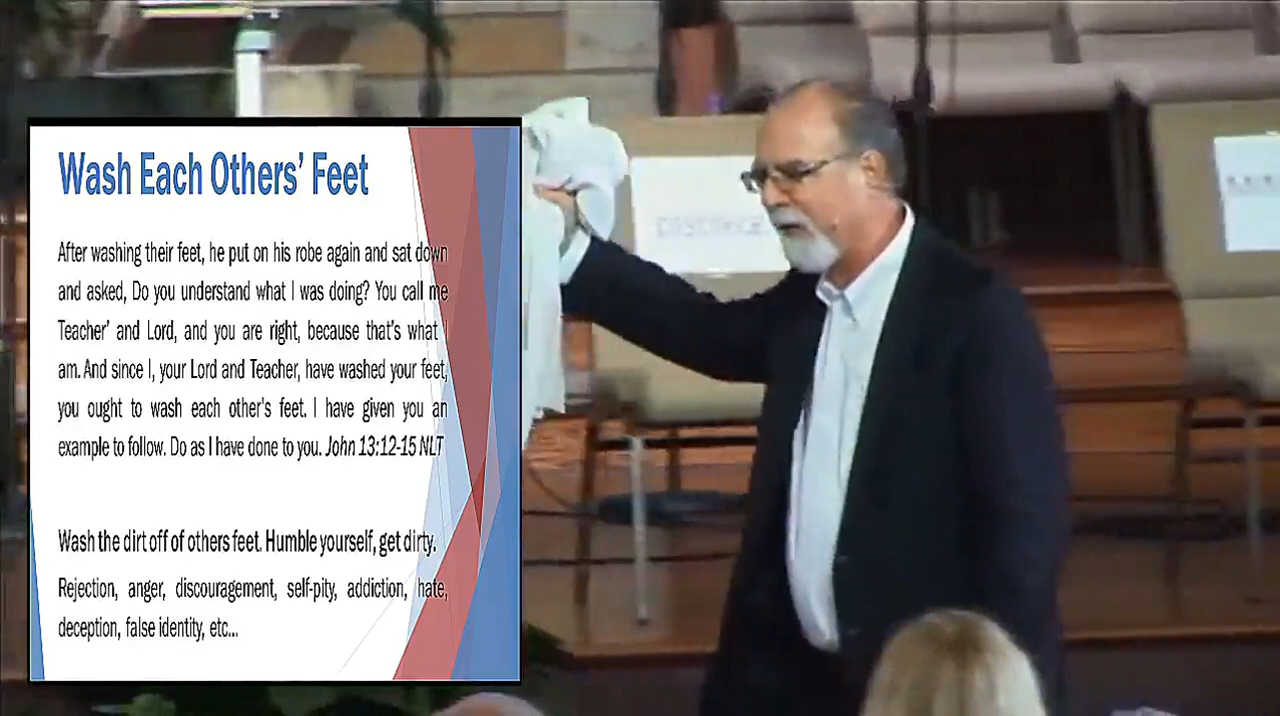 Wash Each Others’ Feet
After washing their feet, he put on his robe again and sat down
and asked, Do you understand what I was doing? You call me
Teacher’ and Lord, and you are right, because that’s what I
am. And since I, your Lord and Teacher, have washed your feet,
you ought to wash each other's feet. I have given you an
example to follow. Do as I have done to you. John 13:12-15 NLT
Wash the dirt off of others feet. Humble yourself, get dirty.
Rejection, anger, discouragement, self-pity, addiction, hate,
deception, false identity, etc...